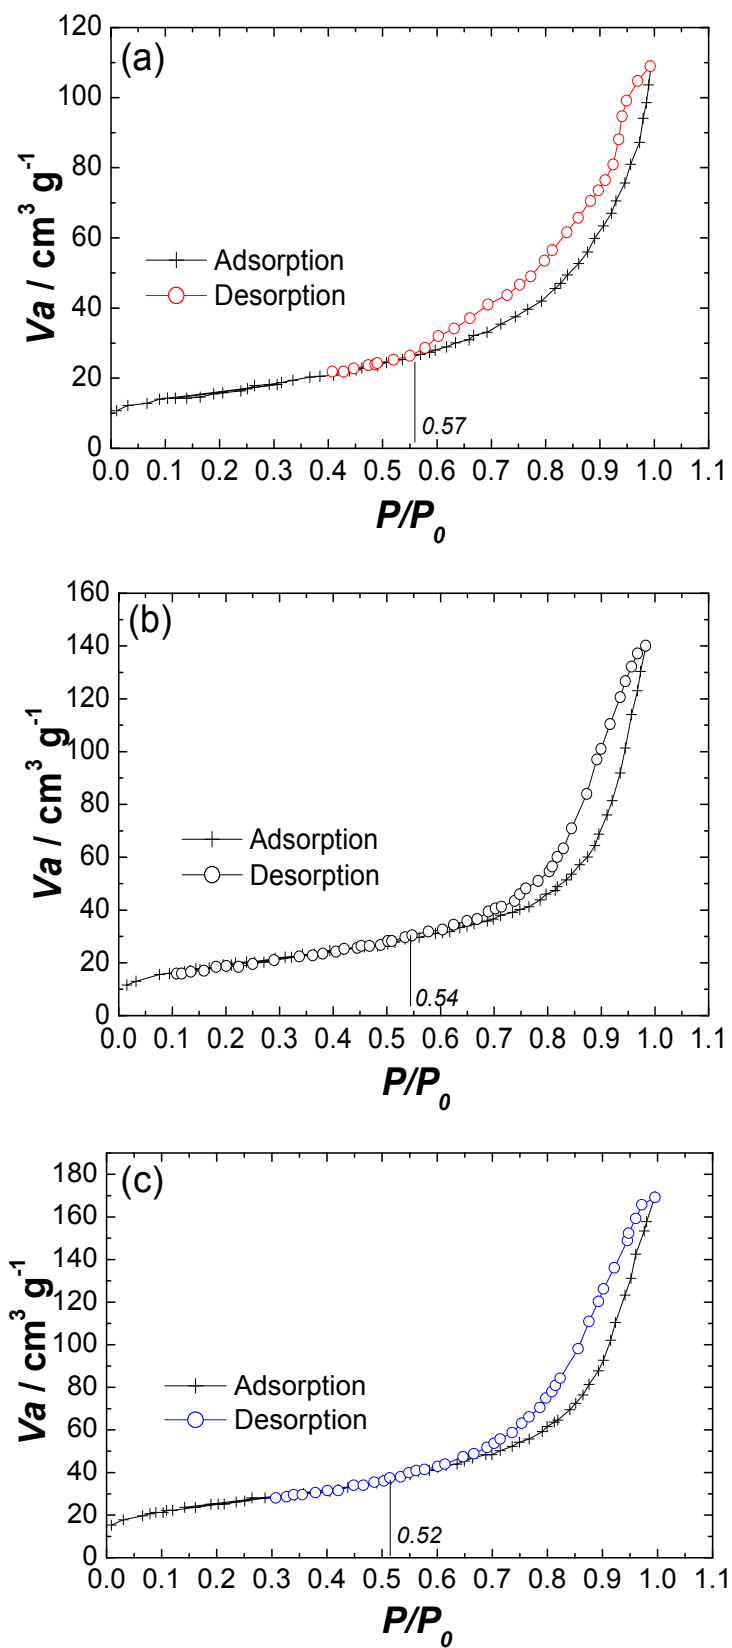 (a)
120
100
80
60
40
20
0
Va / cm³ g⁻¹
Adsorption
Desorption
0.57
0.0 0.1 0.2 0.3 0.4 0.5 0.6 0.7 0.8 0.9 1.0 1.1
P/P₀
(b)
160
140
120
100
80
60
40
20
0
Va / cm³ g⁻¹
Adsorption
Desorption
0.54
0.0 0.1 0.2 0.3 0.4 0.5 0.6 0.7 0.8 0.9 1.0 1.1
P/P₀
(c)
180
160
140
120
100
80
60
40
20
0
Va / cm³ g⁻¹
Adsorption
Desorption
0.52
0.0 0.1 0.2 0.3 0.4 0.5 0.6 0.7 0.8 0.9 1.0 1.1
P/P₀